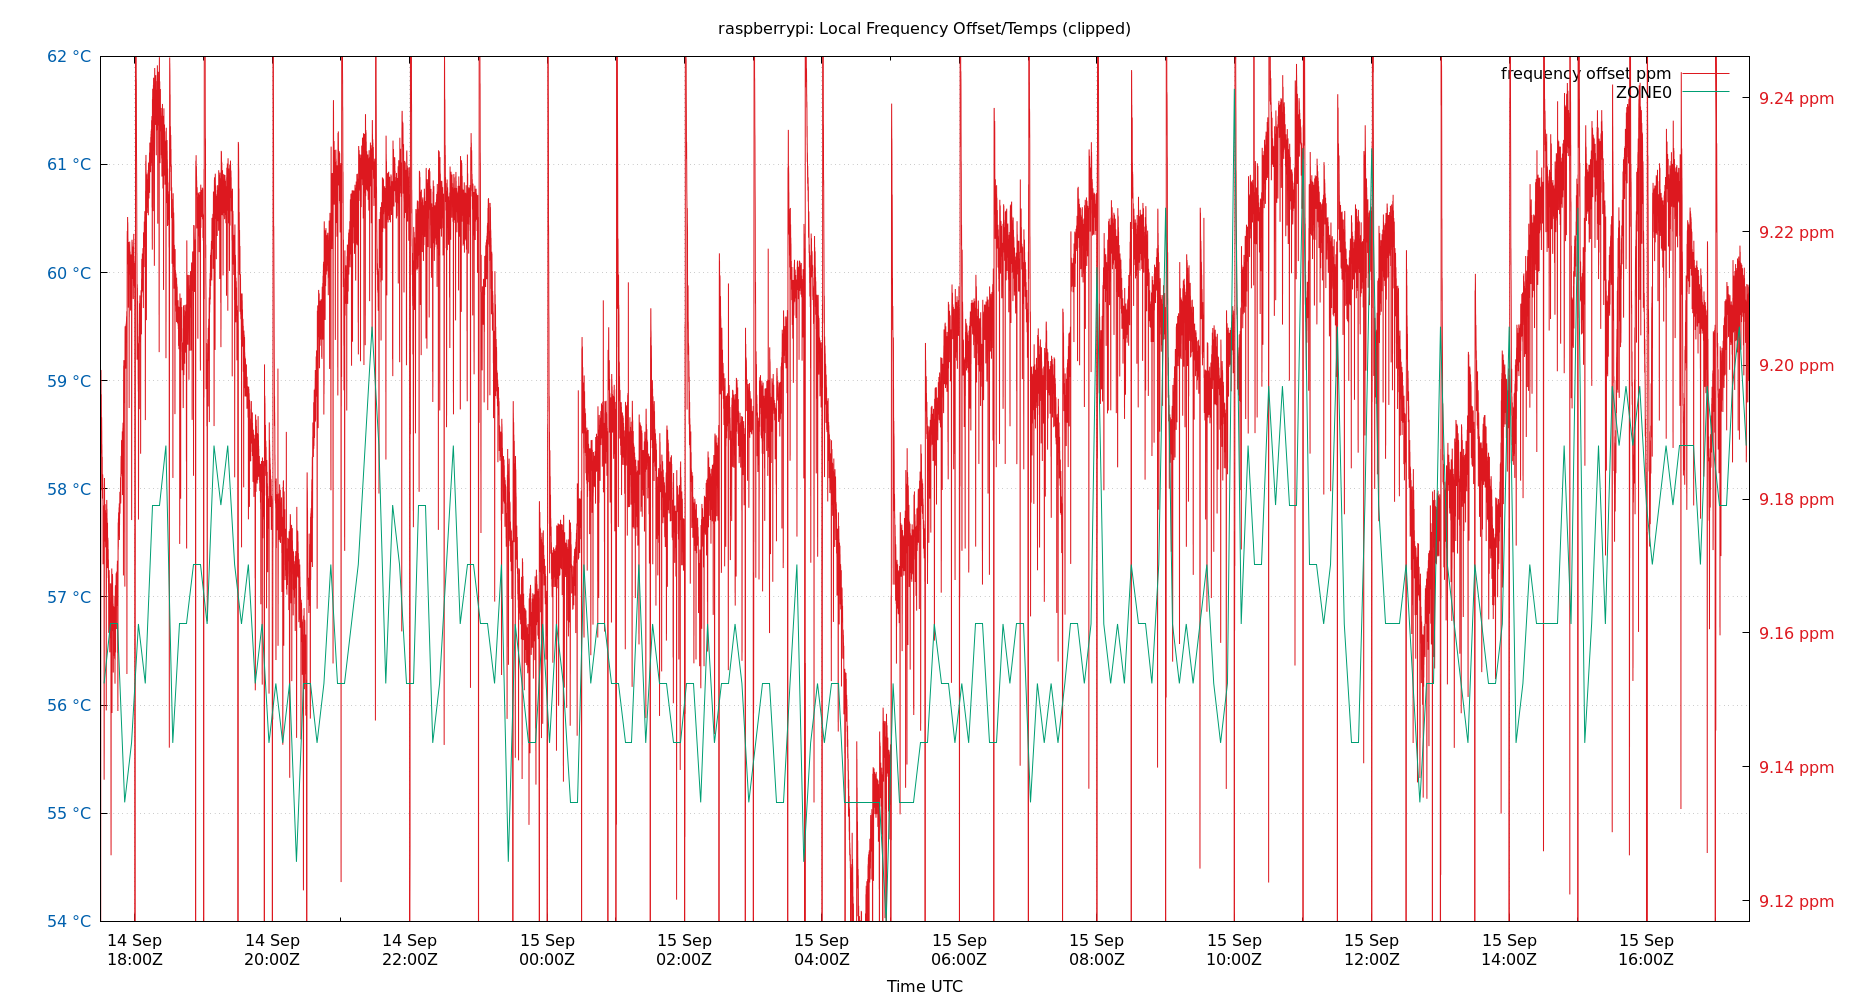 raspberrypi: Local Frequency Offset/Temps (clipped)
62 °C
61 °C
60 °C
59 °C
58 °C
57 °C
56 °C
55 °C
54 °C
frequency offset ppm
ZONE0
9.24 ppm
9.22 ppm
9.20 ppm
9.18 ppm
9.16 ppm
9.14 ppm
9.12 ppm
14 Sep 14 Sep 14 Sep 15 Sep 15 Sep 15 Sep 15 Sep 15 Sep 15 Sep 15 Sep 15 Sep 15 Sep
18:00Z 20:00Z 22:00Z 00:00Z 02:00Z 04:00Z 06:00Z 08:00Z 10:00Z 12:00Z 14:00Z 16:00Z
Time UTC